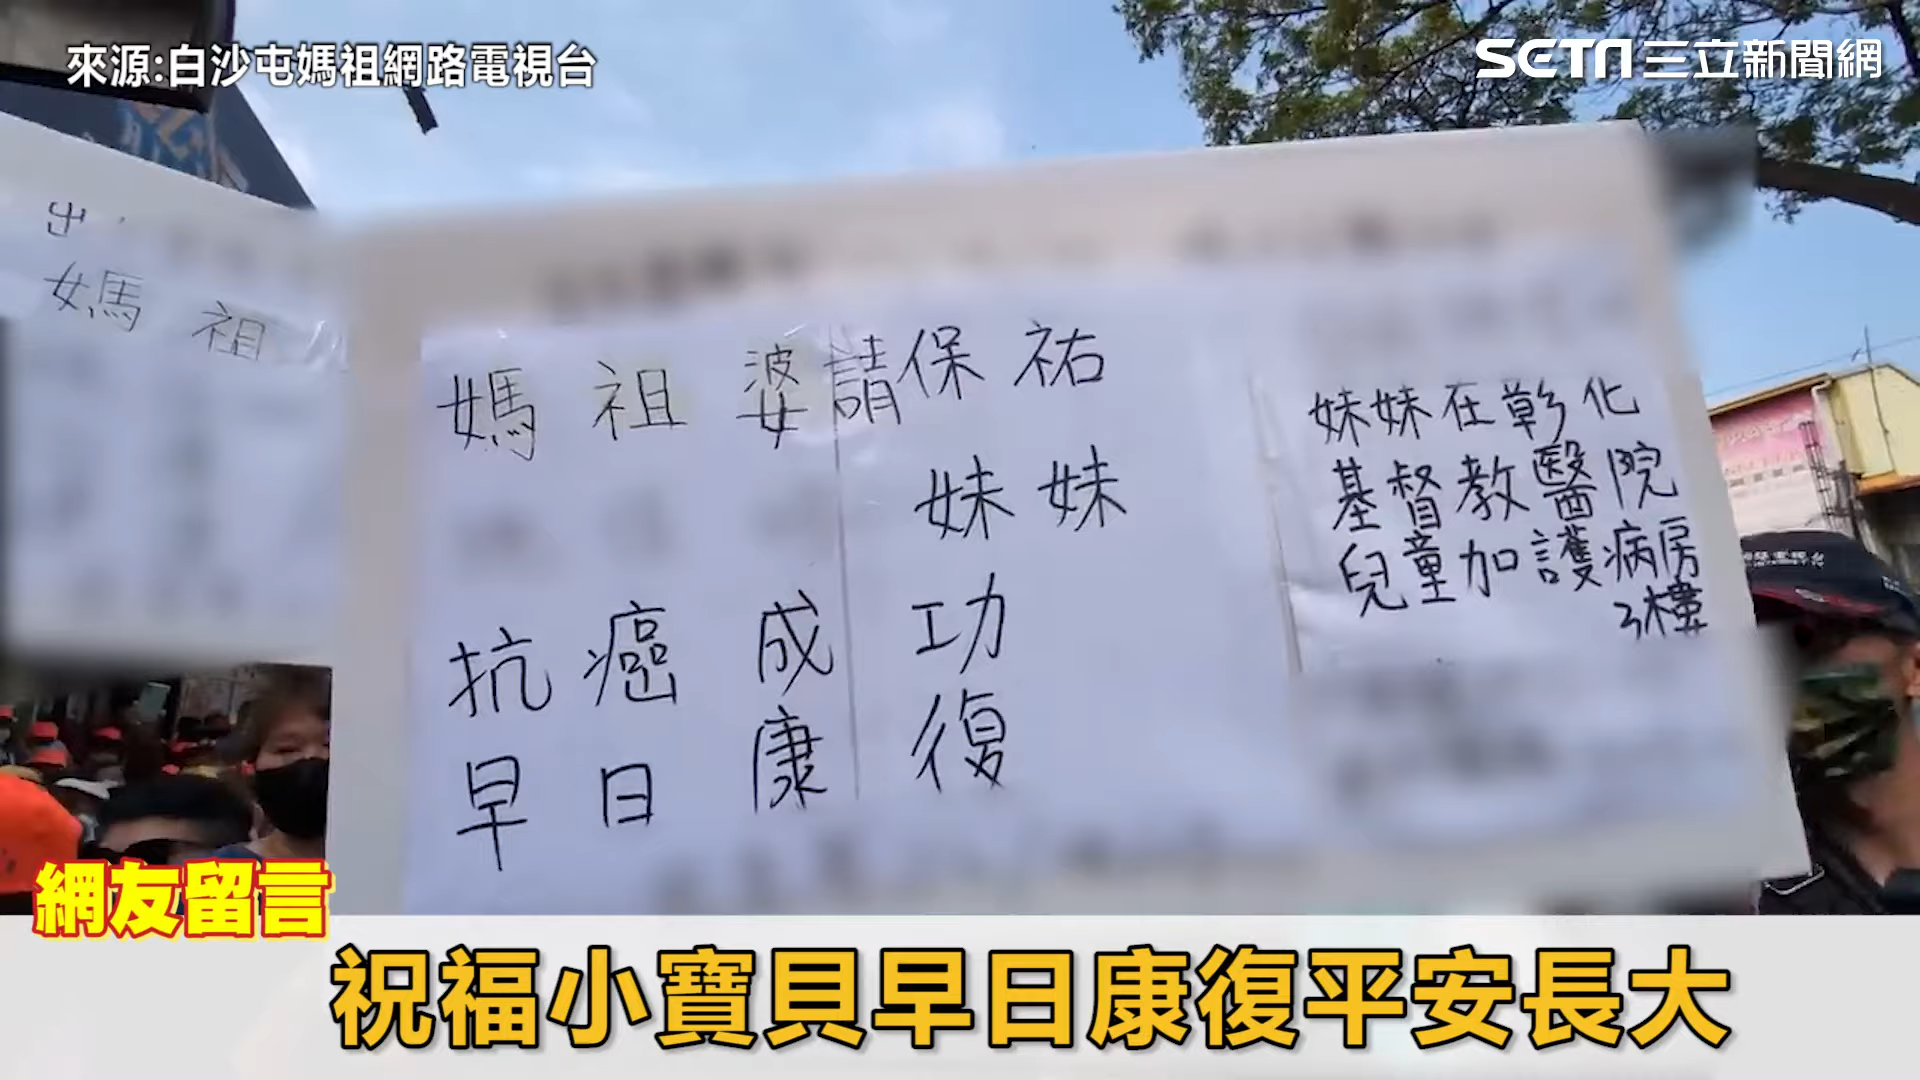 來源:白沙屯媽祖網路電視台
SETN三立新聞網
媽祖
媽祖婆請保祐
妹妹
抗癌成功
早日康復
妹妹在彰化
基督教醫院
兒童加護病房
3樓
網友留言
祝福小寶貝早日康復平安長大